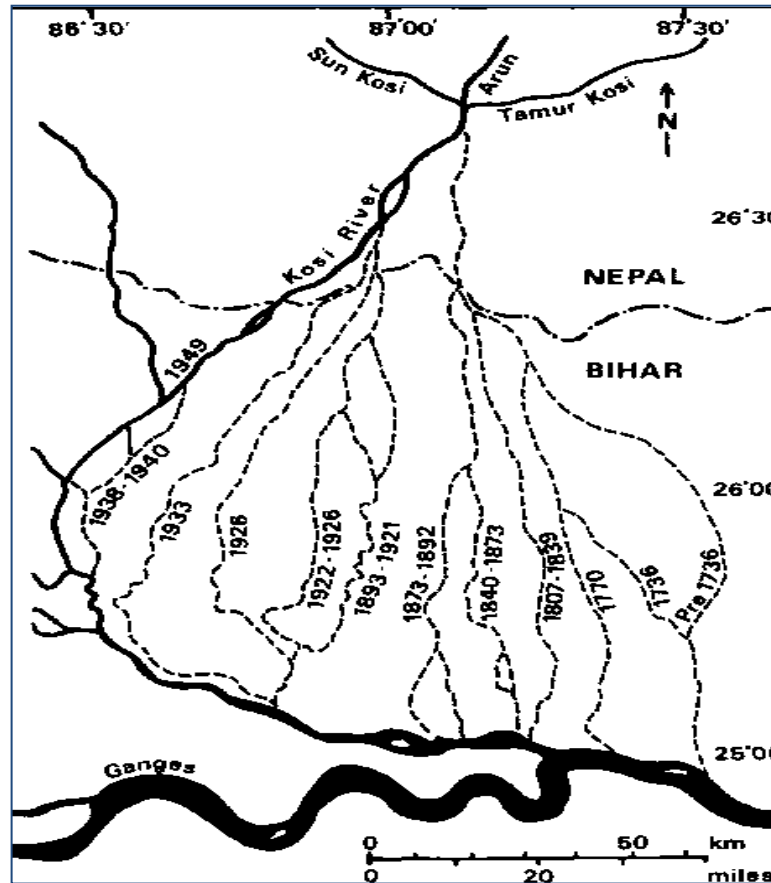 86°30' 87°00' 87°30'
Sun Kosi
Arun
Tamur Kosi
N
26°30
Kosi River
NEPAL
BIHAR
1949
26°00
1938-1940
1933
1926
1922-1926
1893-1921
1873-1892
1840-1873
1807-1839
1770
1736
Pre 1736
25°00
Ganges
0 50 km
0 20 miles